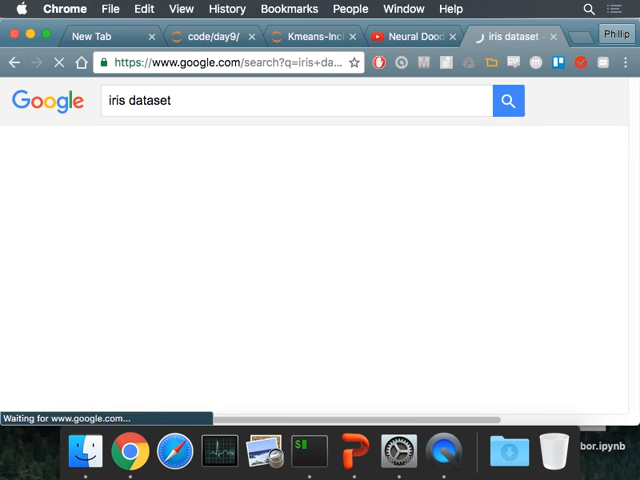 Chrome File Edit View History Bookmarks People Window Help
New Tab
code/day9/
Kmeans-Incl
Neural Dood
iris dataset
Phillip
https://www.google.com/search?q=iris+da...
Google
iris dataset
Waiting for www.google.com...
bor.ipynb